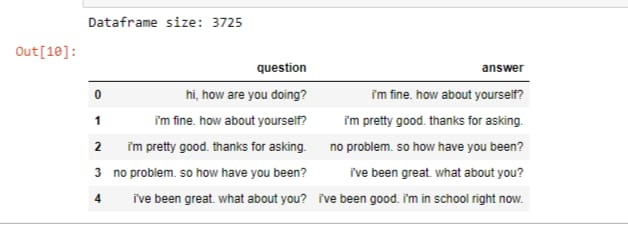 Dataframe size: 3725
Out[10]:
question answer
0 hi, how are you doing? i'm fine. how about yourself?
1 i'm fine. how about yourself? i'm pretty good. thanks for asking.
2 i'm pretty good. thanks for asking. no problem. so how have you been?
3 no problem. so how have you been? i've been great. what about you?
4 i've been great. what about you? i've been good. i'm in school right now.